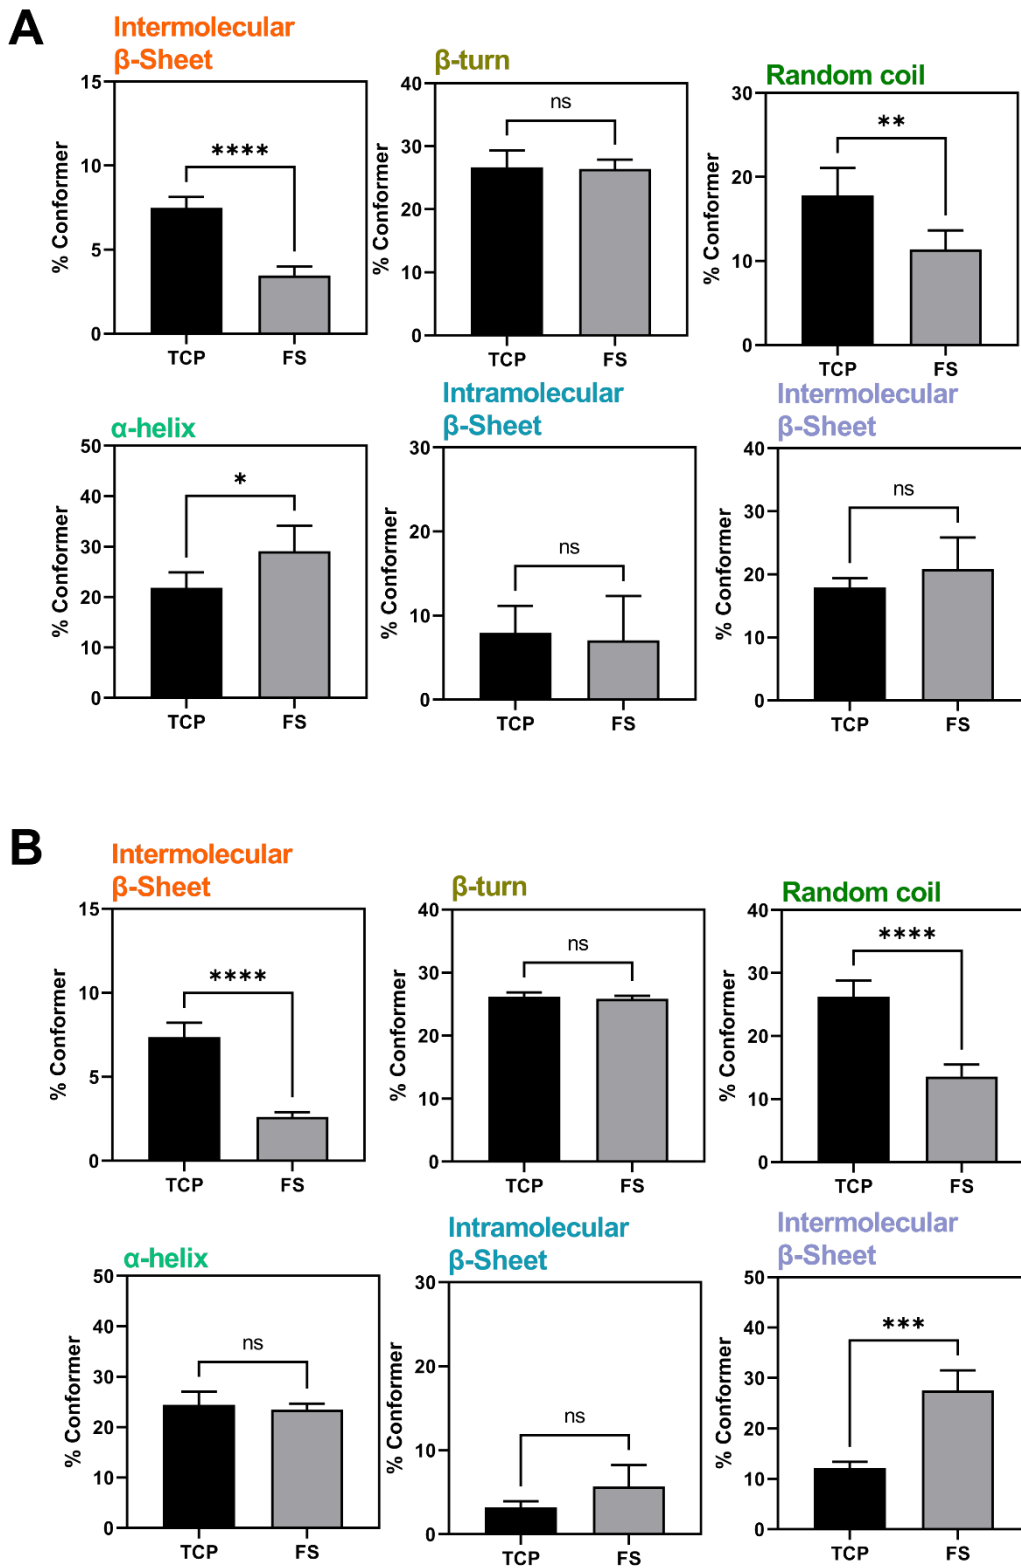 A
Intermolecular
β-Sheet
15
10
5
0
% Conformer
****
TCP
FS
β-turn
40
30
20
10
0
% Conformer
ns
TCP
FS
Random coil
30
20
10
0
% Conformer
**
TCP
FS
α-helix
50
40
30
20
10
0
% Conformer
*
TCP
FS
Intramolecular
β-Sheet
30
20
10
0
% Conformer
ns
TCP
FS
Intermolecular
β-Sheet
40
30
20
10
0
% Conformer
ns
TCP
FS
B
Intermolecular
β-Sheet
15
10
5
0
% Conformer
****
TCP
FS
β-turn
40
30
20
10
0
% Conformer
ns
TCP
FS
Random coil
40
30
20
10
0
% Conformer
****
TCP
FS
α-helix
50
40
30
20
10
0
% Conformer
ns
TCP
FS
Intramolecular
β-Sheet
30
20
10
0
% Conformer
ns
TCP
FS
Intermolecular
β-Sheet
50
40
30
20
10
0
% Conformer
***
TCP
FS